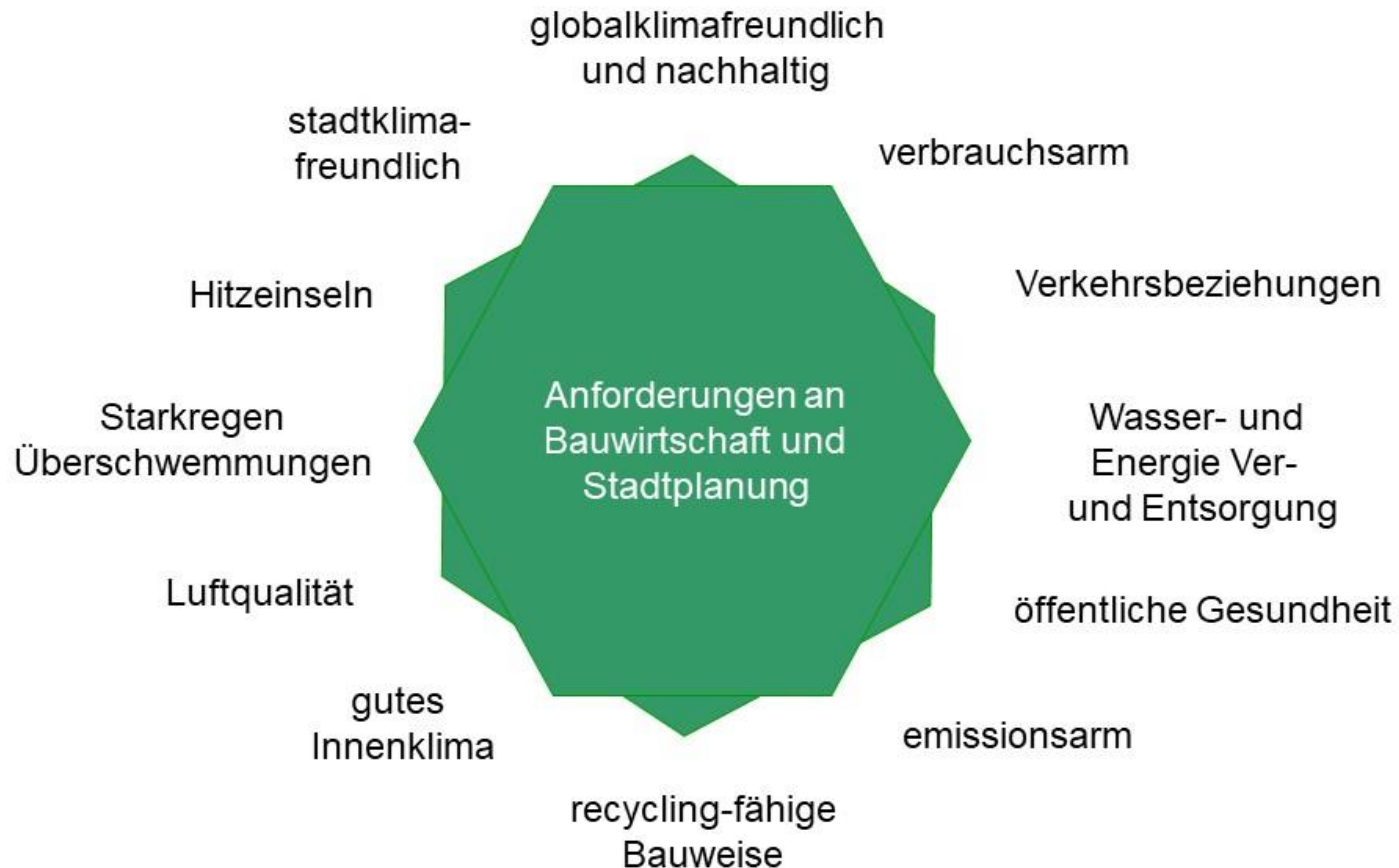 globalklimafreundlich
und nachhaltig
stadtklima-
freundlich
verbrauchsarm
Hitzeinseln
Verkehrsbeziehungen
Starkregen
Überschwemmungen
Anforderungen an
Bauwirtschaft und
Stadtplanung
Wasser- und
Energie Ver-
und Entsorgung
Luftqualität
öffentliche Gesundheit
gutes
Innenklima
emissionsarm
recycling-fähige
Bauweise